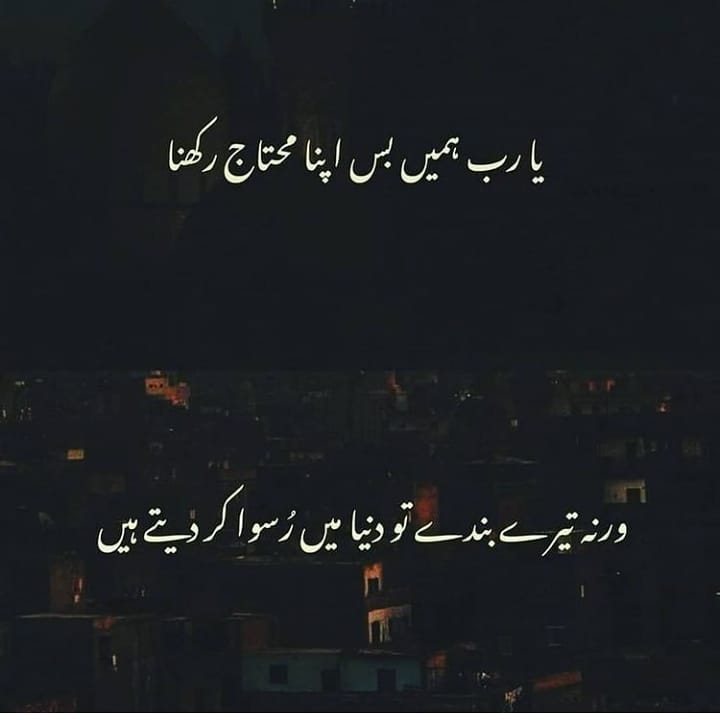 یا رب ہمیں بس اپنا محتاج رکھنا
ورنہ تیرے بندے تو دنیا میں رُسوا کر دیتے ہیں